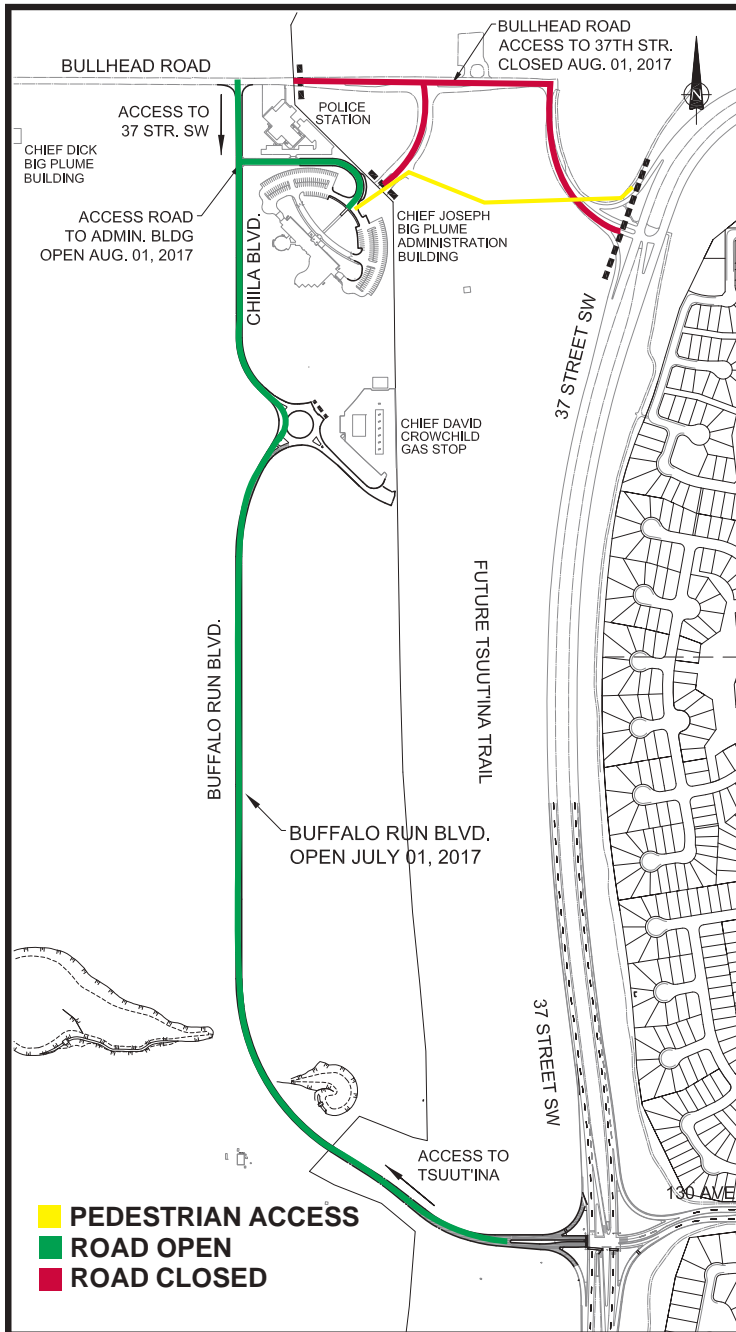 BULLHEAD ROAD
ACCESS TO 37TH STR.
CLOSED AUG. 01, 2017
BULLHEAD ROAD
N
ACCESS TO
37 STR. SW
POLICE
STATION
CHIEF DICK
BIG PLUME
BUILDING
ACCESS ROAD
TO ADMIN. BLDG
OPEN AUG. 01, 2017
CHIEF JOSEPH
BIG PLUME
ADMINISTRATION
BUILDING
CHIILA BLVD.
37 STREET SW
CHIEF DAVID
CROWCHILD
GAS STOP
FUTURE TSUUT'INA TRAIL
BUFFALO RUN BLVD.
BUFFALO RUN BLVD.
OPEN JULY 01, 2017
37 STREET SW
ACCESS TO
TSUUT'INA
130 AVE
PEDESTRIAN ACCESS
ROAD OPEN
ROAD CLOSED